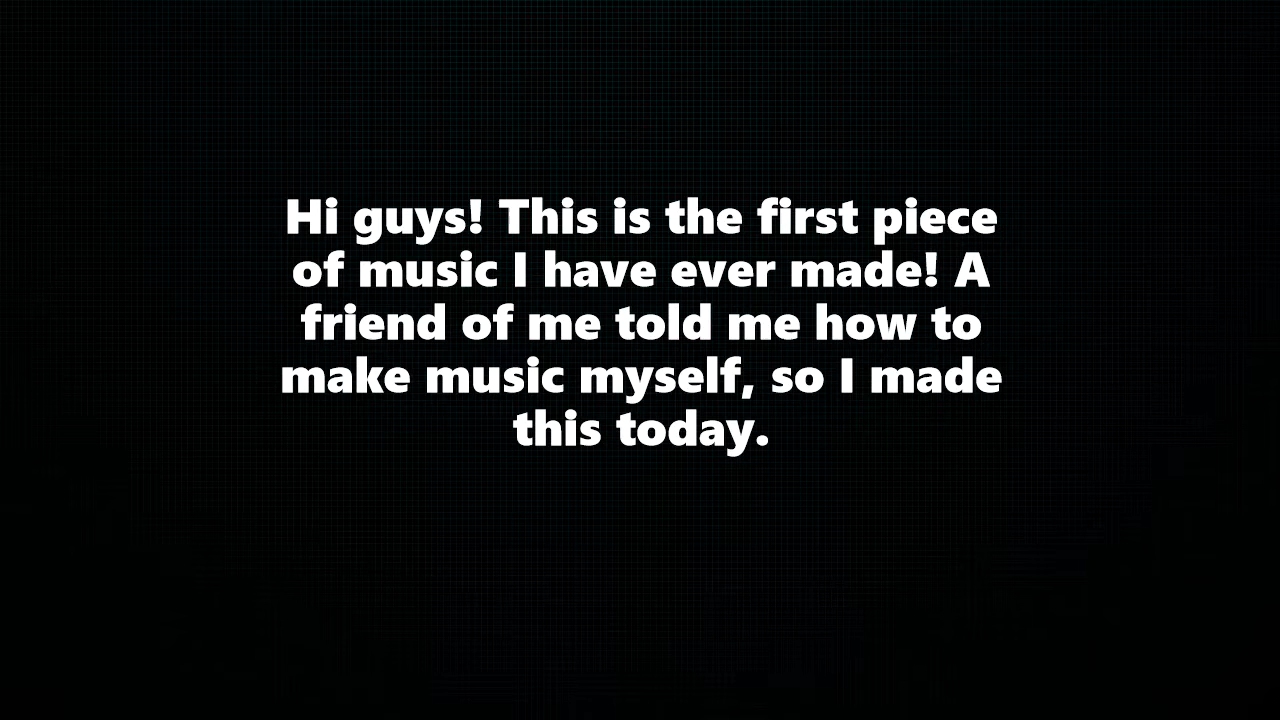 Hi guys! This is the first piece
of music I have ever made! A
friend of me told me how to
make music myself, so I made
this today.